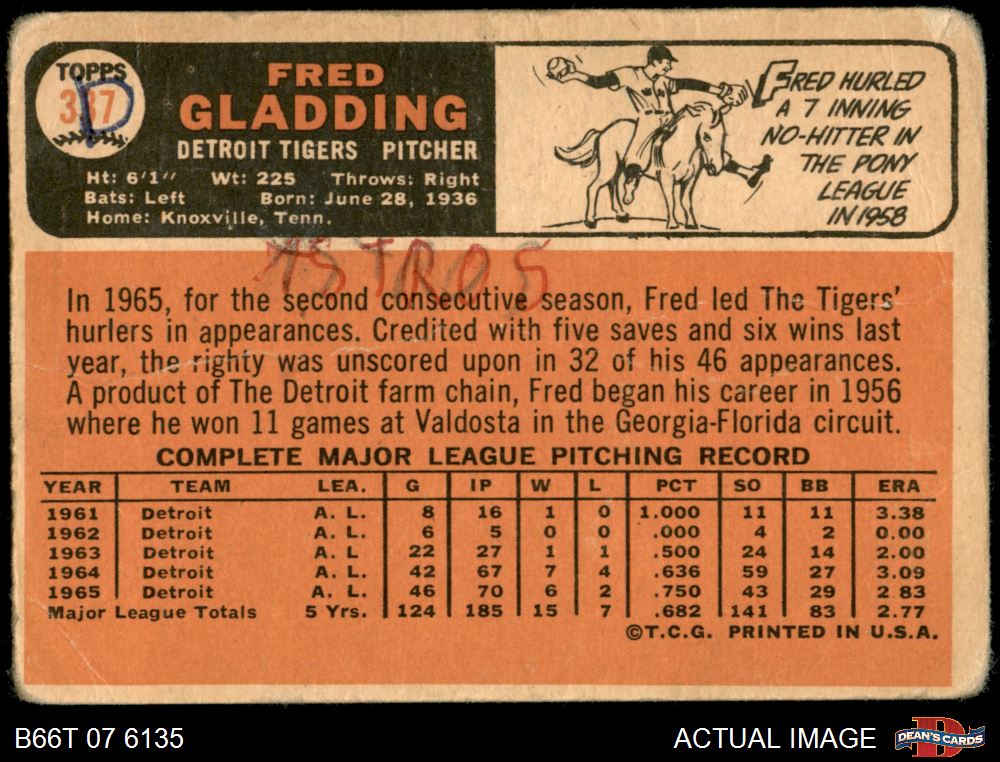 TOPPS
337
D
FRED
GLADDING
DETROIT TIGERS PITCHER
Ht: 6'1" Wt: 225 Throws: Right
Bats: Left Born: June 28, 1936
Home: Knoxville, Tenn.
FRED HURLED
A 7 INNING
NO-HITTER IN
THE PONY
LEAGUE
IN 1958
ASTROS
In 1965, for the second consecutive season, Fred led The Tigers'
hurlers in appearances. Credited with five saves and six wins last
year, the righty was unscored upon in 32 of his 46 appearances.
A product of The Detroit farm chain, Fred began his career in 1956
where he won 11 games at Valdosta in the Georgia-Florida circuit.
COMPLETE MAJOR LEAGUE PITCHING RECORD
YEAR TEAM LEA. G IP W L PCT SO BB ERA
1961 Detroit A. L. 8 16 1 0 1.000 11 11 3.38
1962 Detroit A. L. 6 5 0 0 .000 4 2 0.00
1963 Detroit A. L 22 27 1 1 .500 24 14 2.00
1964 Detroit A. L. 42 67 7 4 .636 59 27 3.09
1965 Detroit A. L. 46 70 6 2 .750 43 29 2.83
Major League Totals 5 Yrs. 124 185 15 7 .682 141 83 2.77
©T.C.G. PRINTED IN U.S.A.
B66T 07 6135
ACTUAL IMAGE
D
DEAN'S CARDS